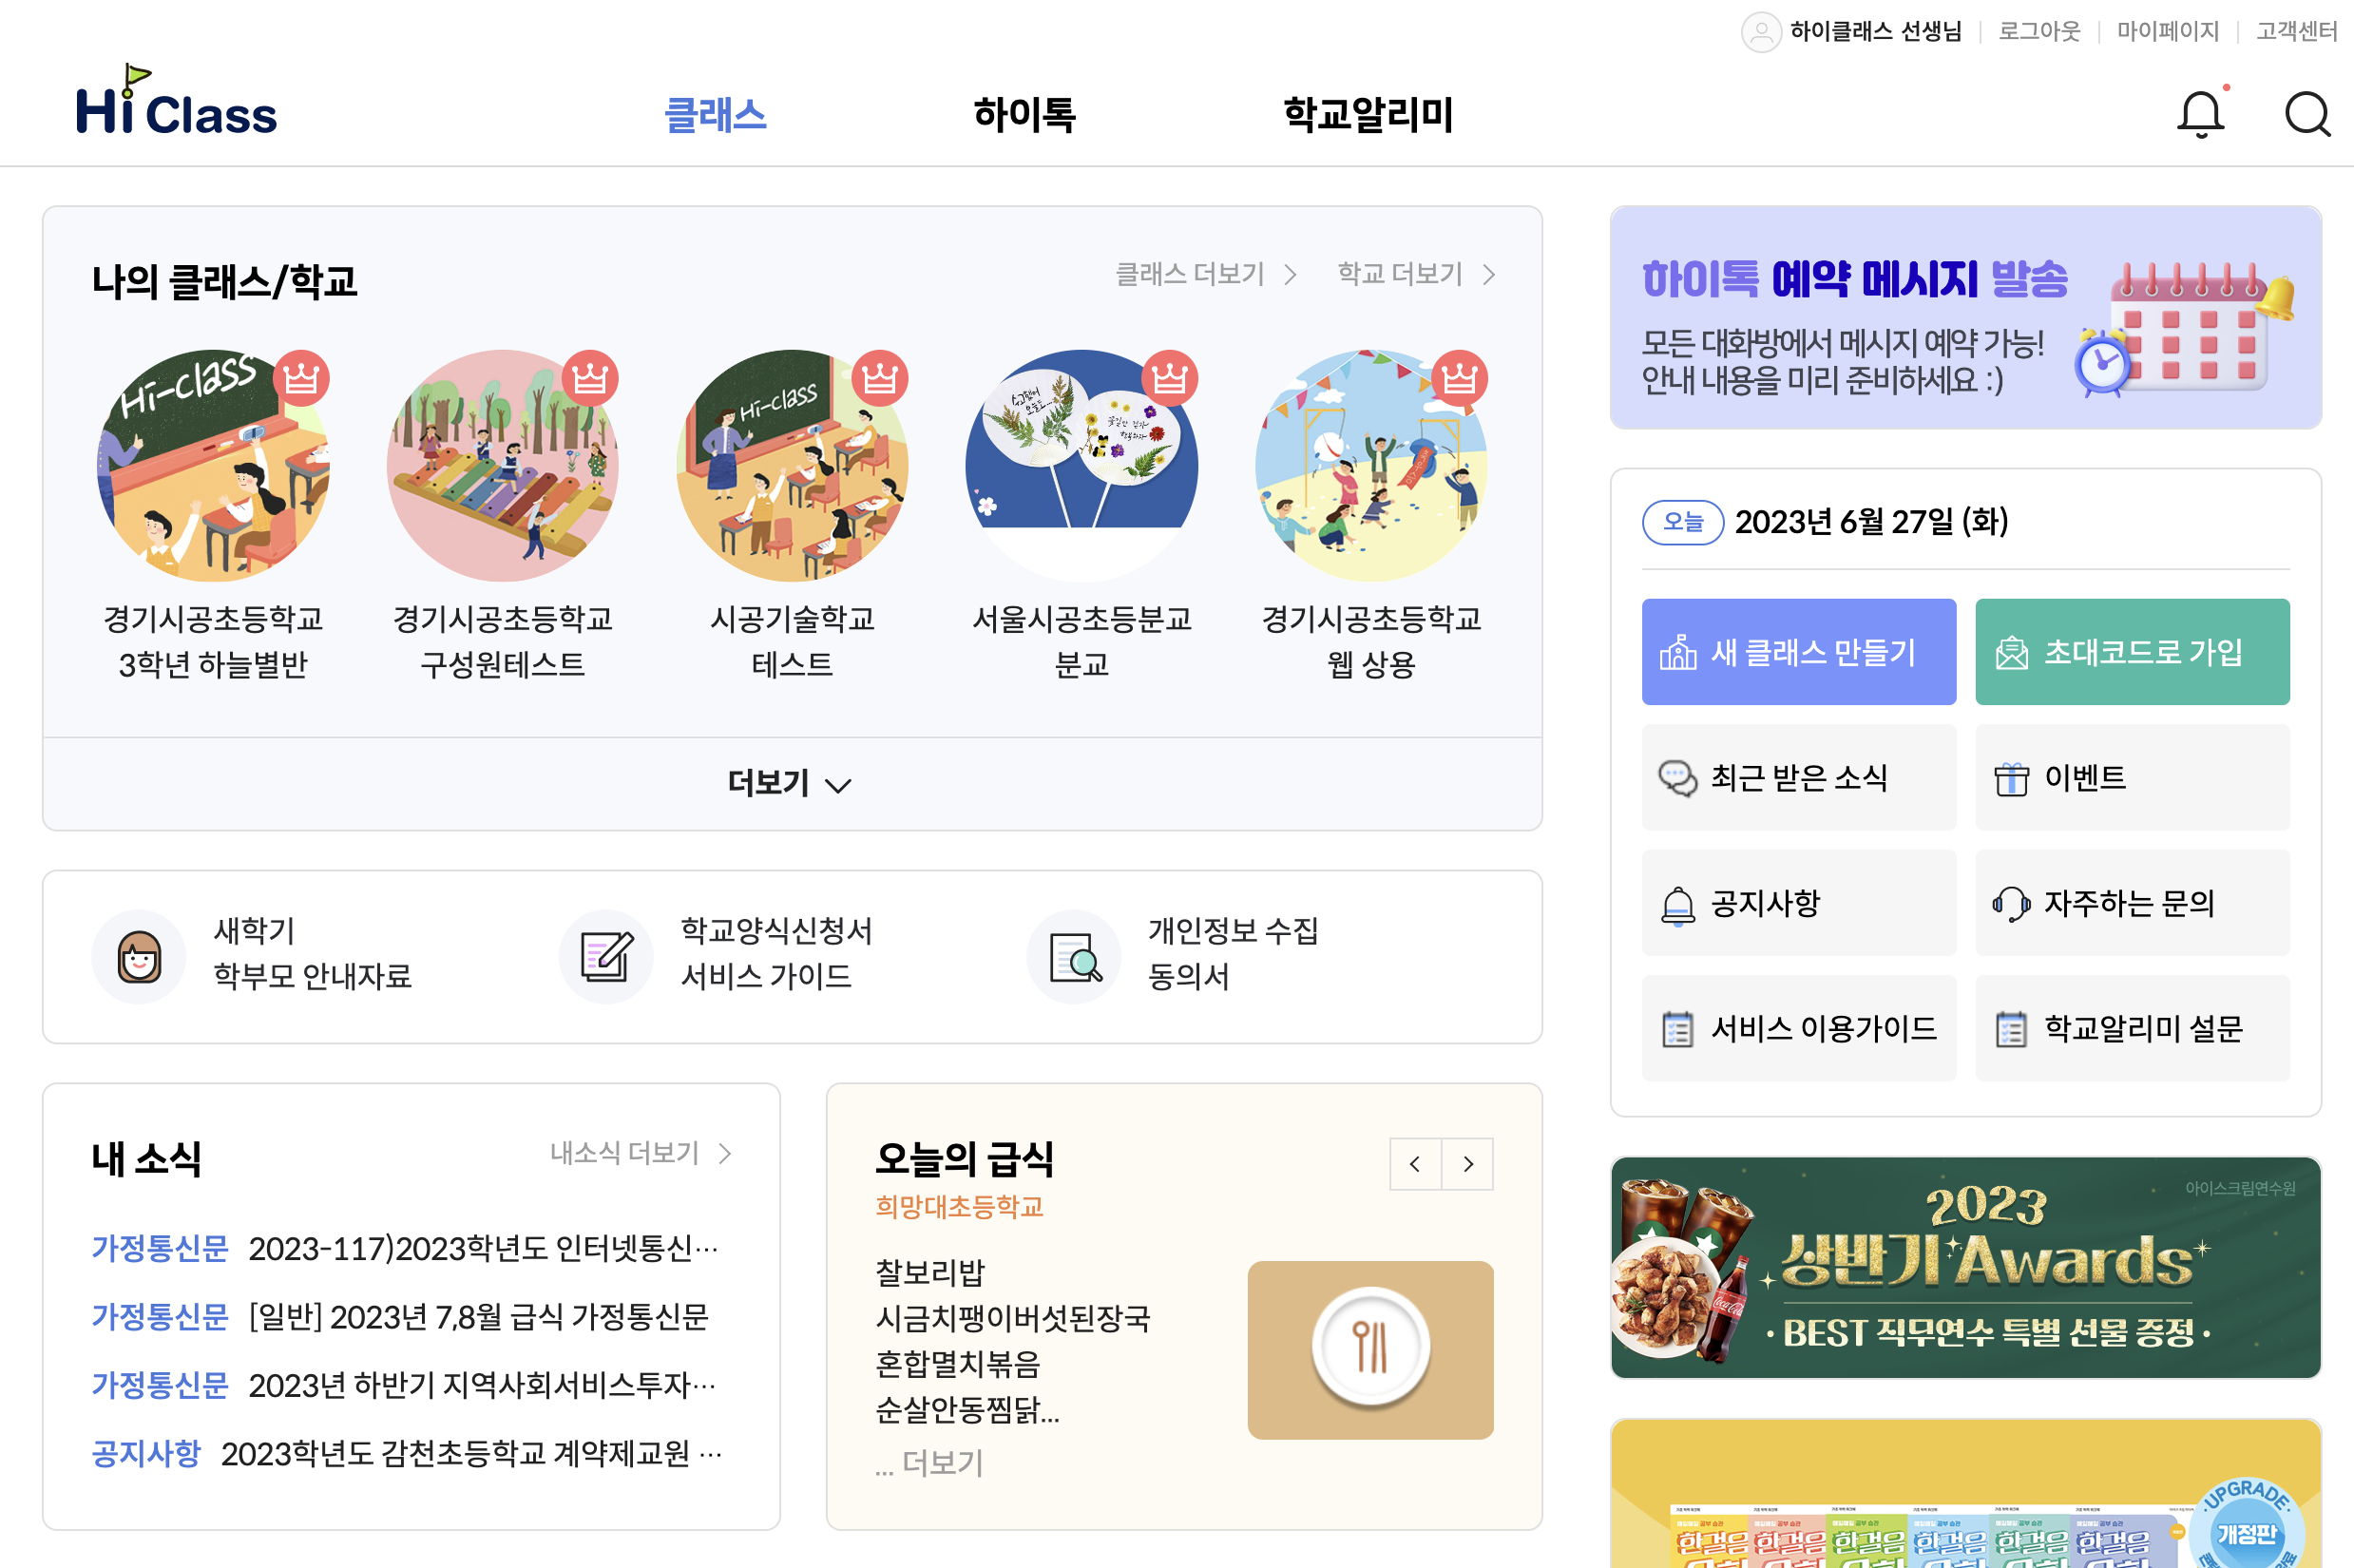 하이클래스 선생님
로그아웃
마이페이지
고객센터
Hi Class
클래스
하이톡
학교알리미
나의 클래스/학교
클래스 더보기
학교 더보기
Hi-class
Hi-class
경기시공초등학교
3학년 하늘별반
경기시공초등학교
구성원테스트
시공기술학교
테스트
서울시공초등분교
분교
경기시공초등학교
웹 상용
더보기
새학기
학부모 안내자료
학교양식신청서
서비스 가이드
개인정보 수집
동의서
내 소식
내소식 더보기
가정통신문 2023-117)2023학년도 인터넷통신…
가정통신문 [일반] 2023년 7,8월 급식 가정통신문
가정통신문 2023년 하반기 지역사회서비스투자…
공지사항 2023학년도 감천초등학교 계약제교원 …
오늘의 급식
희망대초등학교
찰보리밥
시금치팽이버섯된장국
혼합멸치볶음
순살안동찜닭...
... 더보기
하이톡 예약 메시지 발송
모든 대화방에서 메시지 예약 가능!
안내 내용을 미리 준비하세요 :)
오늘 2023년 6월 27일 (화)
새 클래스 만들기
초대코드로 가입
최근 받은 소식
이벤트
공지사항
자주하는 문의
서비스 이용가이드
학교알리미 설문
아이스크림연수원
2023
상반기 Awards
· BEST 직무연수 특별 선물 증정 ·
Coca-Cola
UPGRADE
개정판
한걸음
한걸음
한걸음
한걸음
한걸음
한걸음